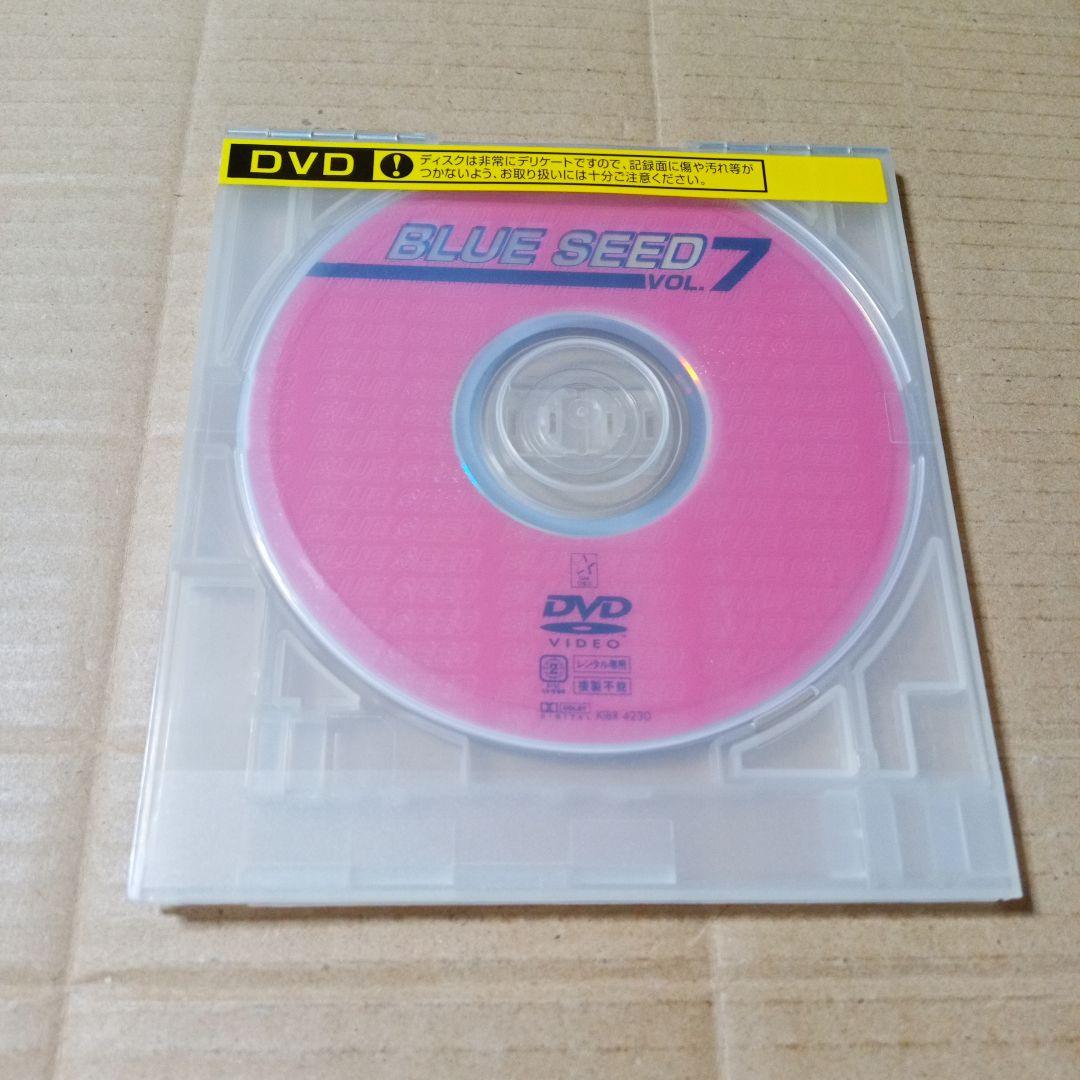 DVD
ディスクは非常にデリケートですので、記録面に傷や汚れ等が
つかないよう、お取り扱いには十分ご注意ください。
BLUE SEED 7
VOL.
DVD
VIDEO
2
レンタル専用
複製不能
DOLBY
DIGITAL KIBR 4230